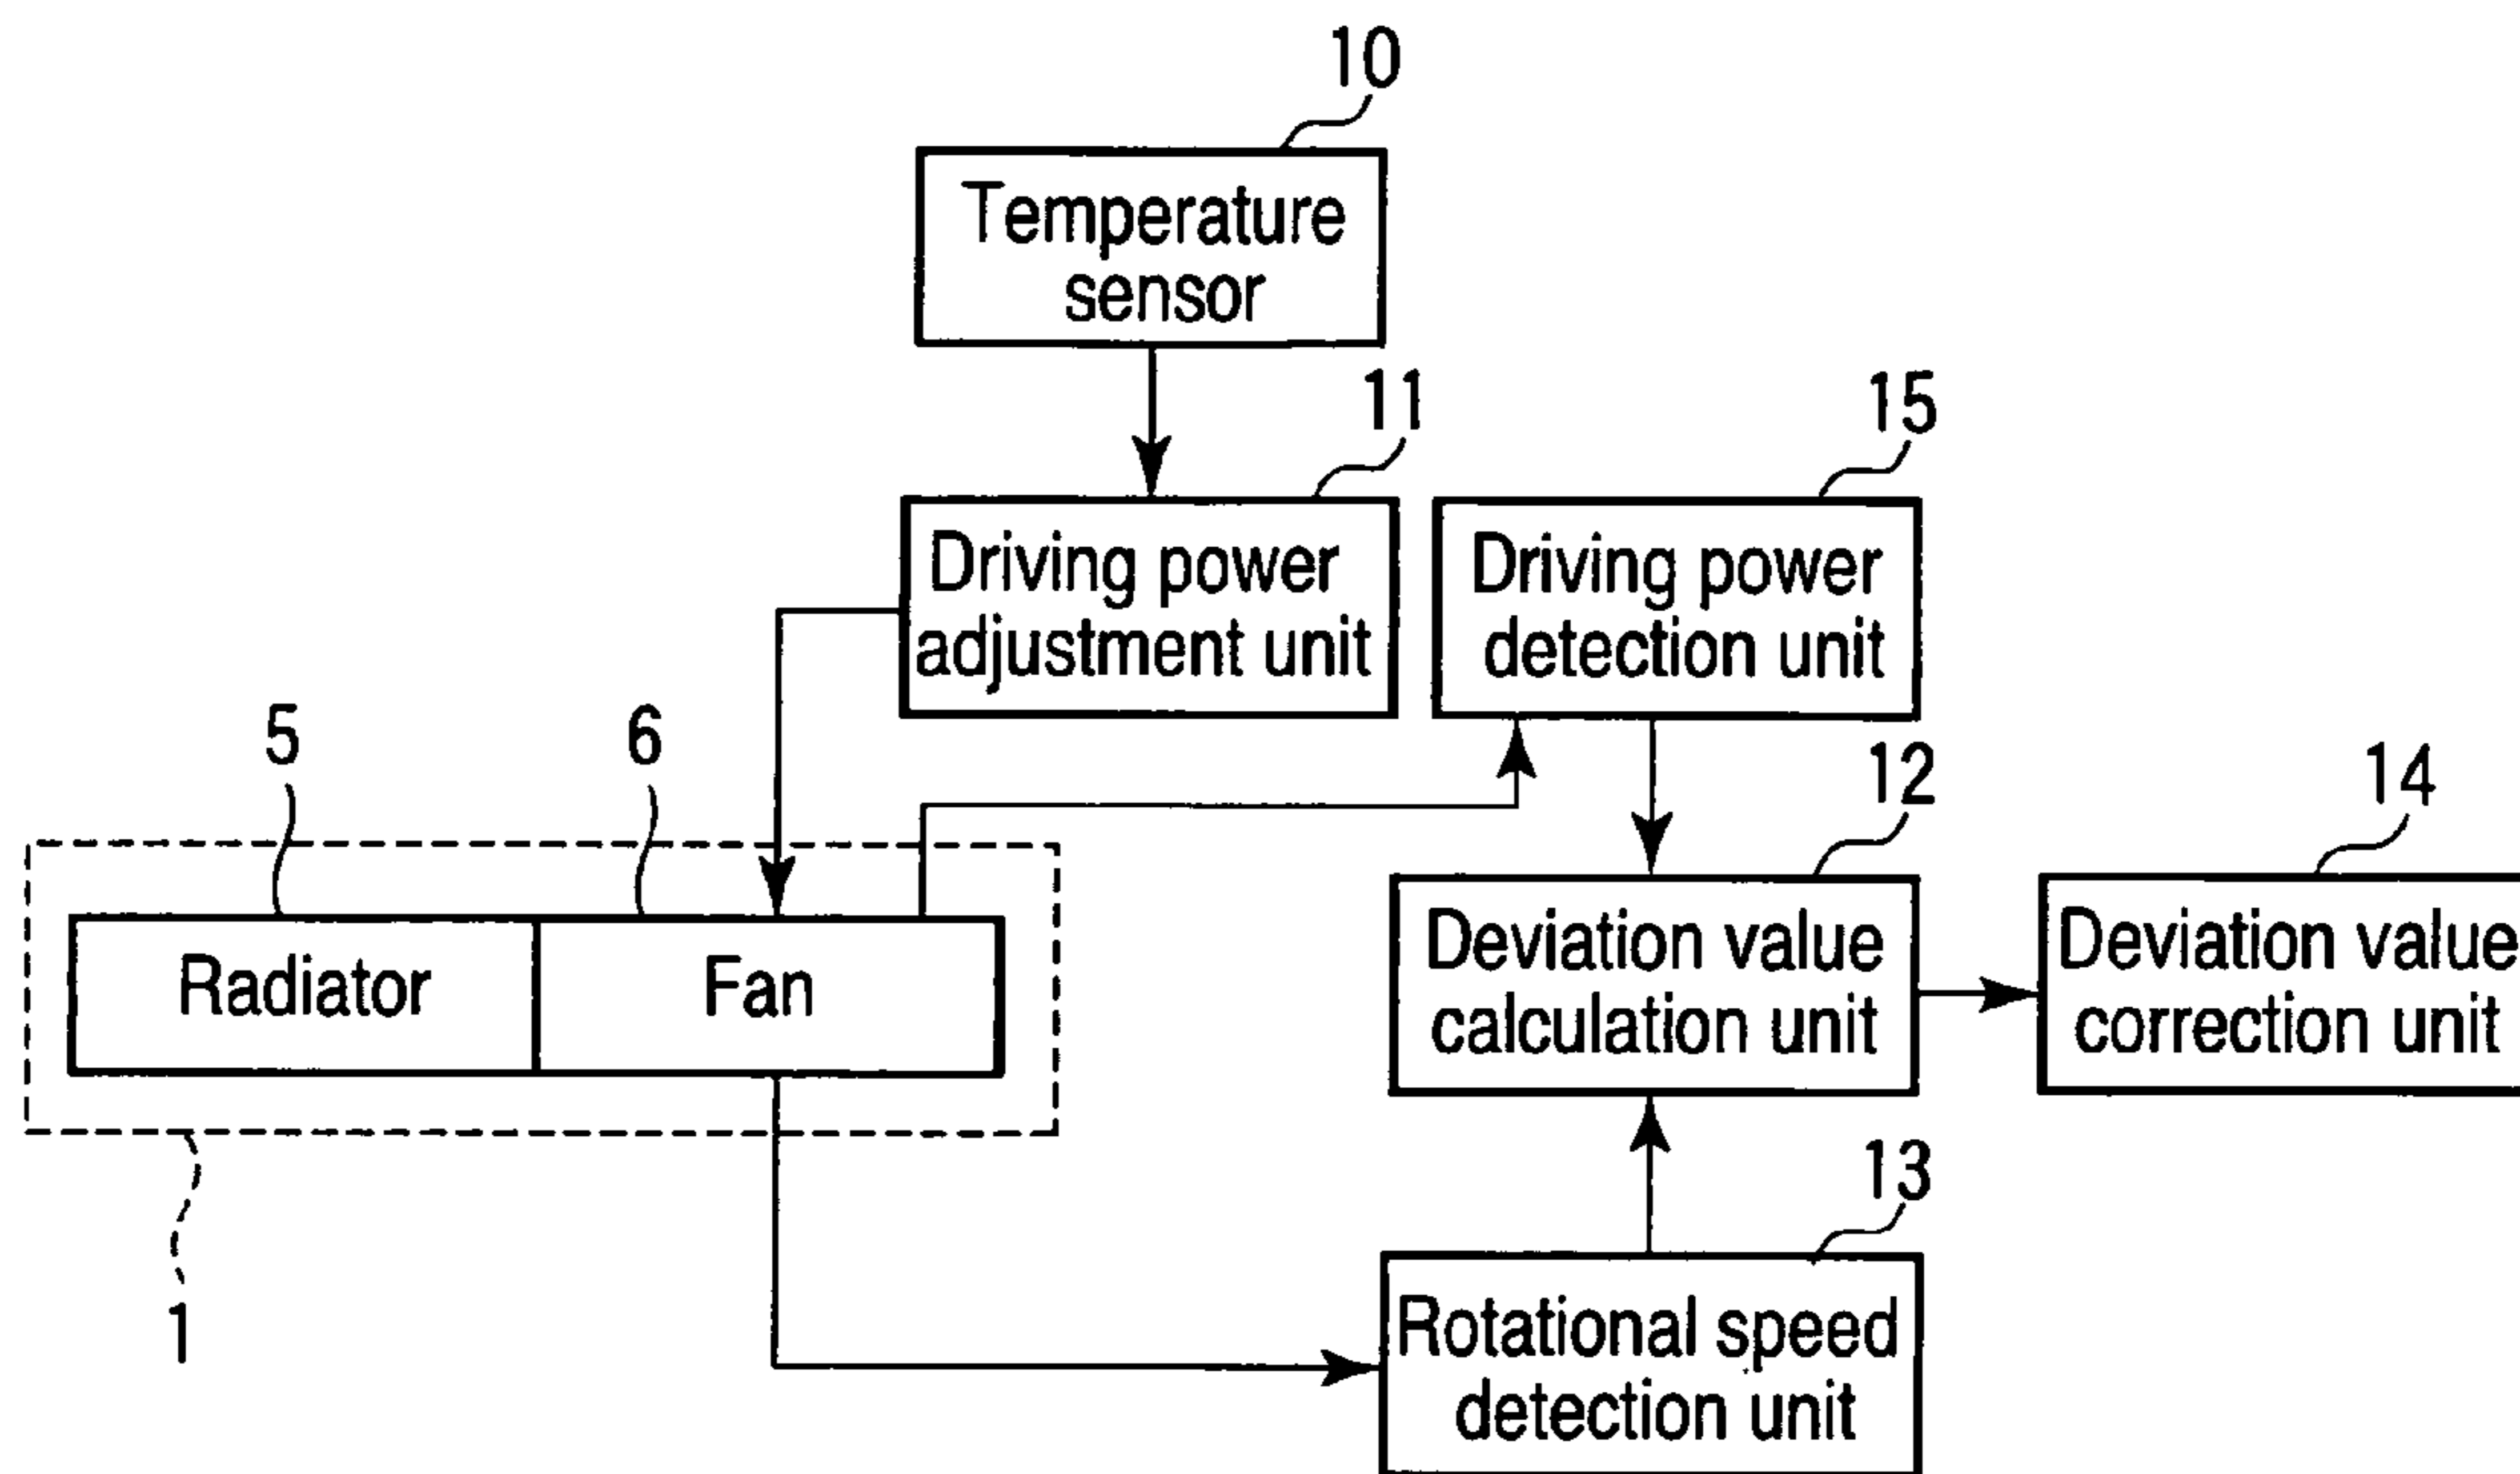 10
Temperature
sensor
11
15
Driving power
adjustment unit
Driving power
detection unit
5
6
12
14
Radiator
Fan
Deviation value
calculation unit
Deviation value
correction unit
13
1
Rotational speed
detection unit